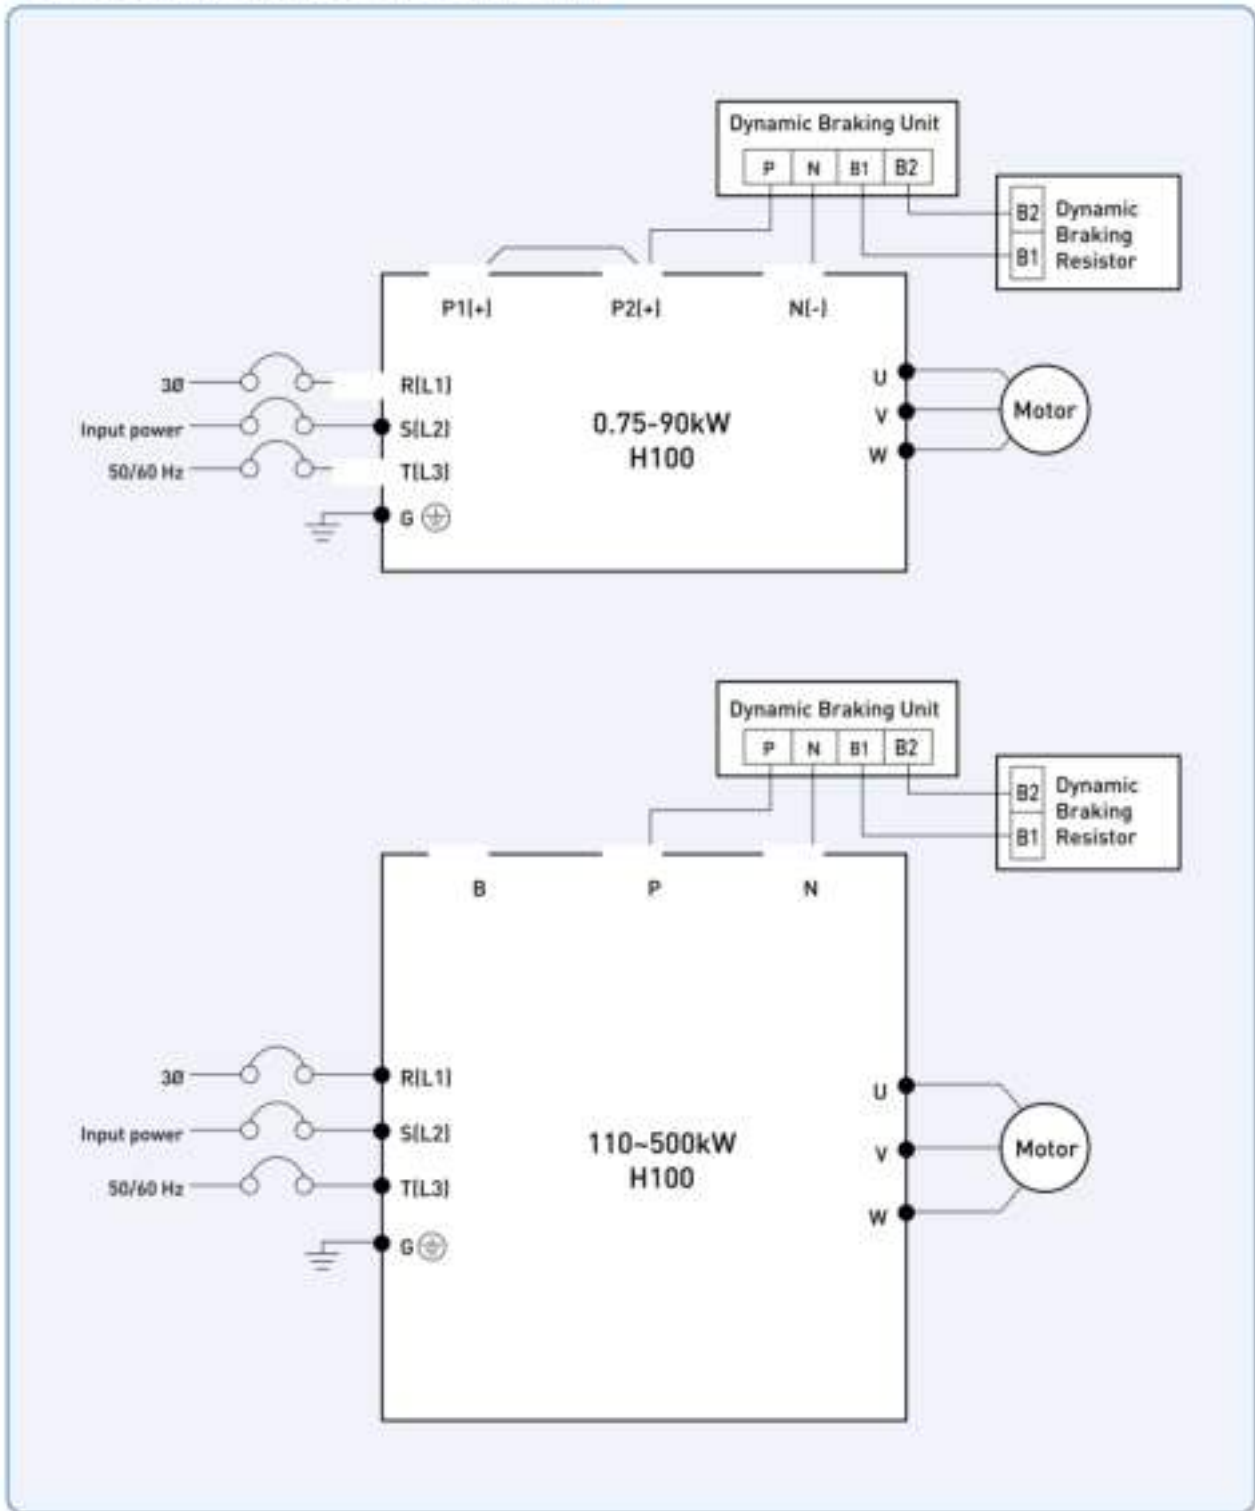 Dynamic Braking Unit
P N B1 B2
B2 Dynamic
Braking
B1 Resistor
P1(+) P2(+) N(-)
3Ø R(L1)
Input power S(L2)
50/60 Hz T(L3)
G
0.75-90kW
H100
U
V
W
Motor
Dynamic Braking Unit
P N B1 B2
B2 Dynamic
Braking
B1 Resistor
B P N
3Ø R(L1)
Input power S(L2)
50/60 Hz T(L3)
G
110~500kW
H100
U
V
W
Motor